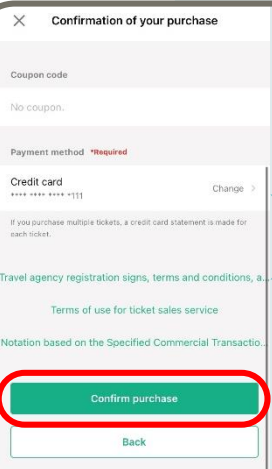 Confirmation of your purchase
Coupon code
No coupon.
Payment method *Required
Credit card
**** **** **** *111
Change
If you purchase multiple tickets, a credit card statement is made for
each ticket.
Travel agency registration signs, terms and conditions, a...
Terms of use for ticket sales service
Notation based on the Specified Commercial Transactio...
Confirm purchase
Back